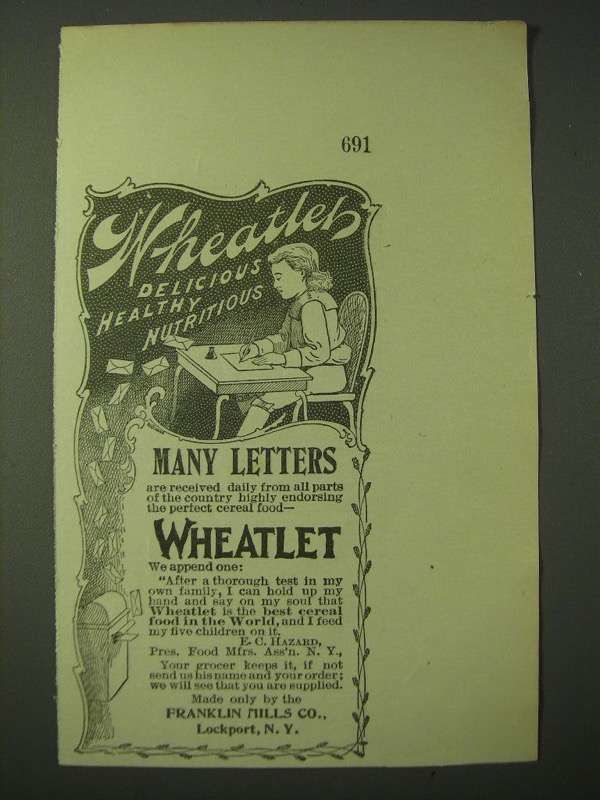 691
Wheatlet
DELICIOUS
HEALTHY
NUTRITIOUS
MANY LETTERS
are received daily from all parts
of the country highly endorsing
the perfect cereal food—
WHEATLET
We append one:
"After a thorough test in my
own family, I can hold up my
hand and say on my soul that
Wheatlet is the best cereal
food in the World, and I feed
my five children on it.
E. C. HAZARD,
Pres. Food Mfrs. Ass'n. N. Y.,
Your grocer keeps it, if not
send us his name and your order;
we will see that you are supplied.
Made only by the
FRANKLIN MILLS CO.,
Lockport, N. Y.